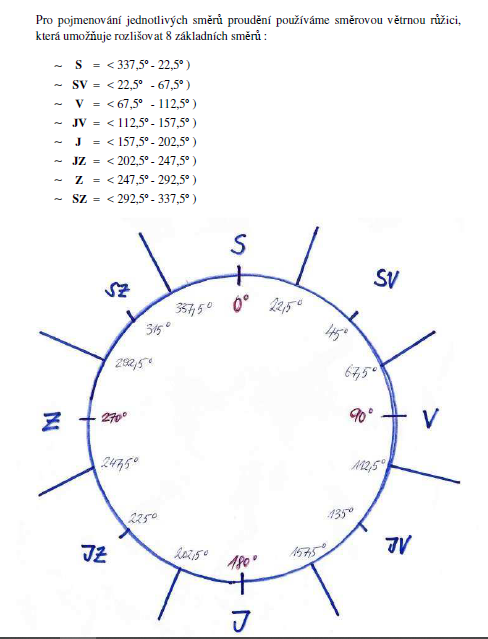 Pro pojmenování jednotlivých směrů proudění používáme směrovou větrnou růžici,
která umožňuje rozlišovat 8 základních směrů :
~ S = < 337,5° - 22,5° )
~ SV = < 22,5° - 67,5° )
~ V = < 67,5° - 112,5° )
~ JV = < 112,5° - 157,5° )
~ J = < 157,5° - 202,5° )
~ JZ = < 202,5° - 247,5° )
~ Z = < 247,5° - 292,5° )
~ SZ = < 292,5° - 337,5° )
S
SZ SV
337,5° 0° 22,5°
315° 45°
292,5° 67,5°
Z 270° 90° V
247,5° 112,5°
225° 135°
JZ 202,5° 180° 157,5° JV
J